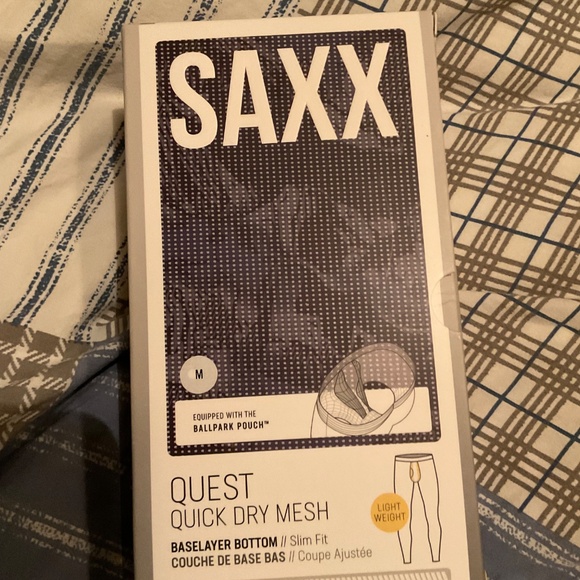 SAXX
M
EQUIPPED WITH THE
BALLPARK POUCH™
QUEST
QUICK DRY MESH
LIGHT
WEIGHT
BASELAYER BOTTOM // Slim Fit
COUCHE DE BASE BAS // Coupe Ajustée